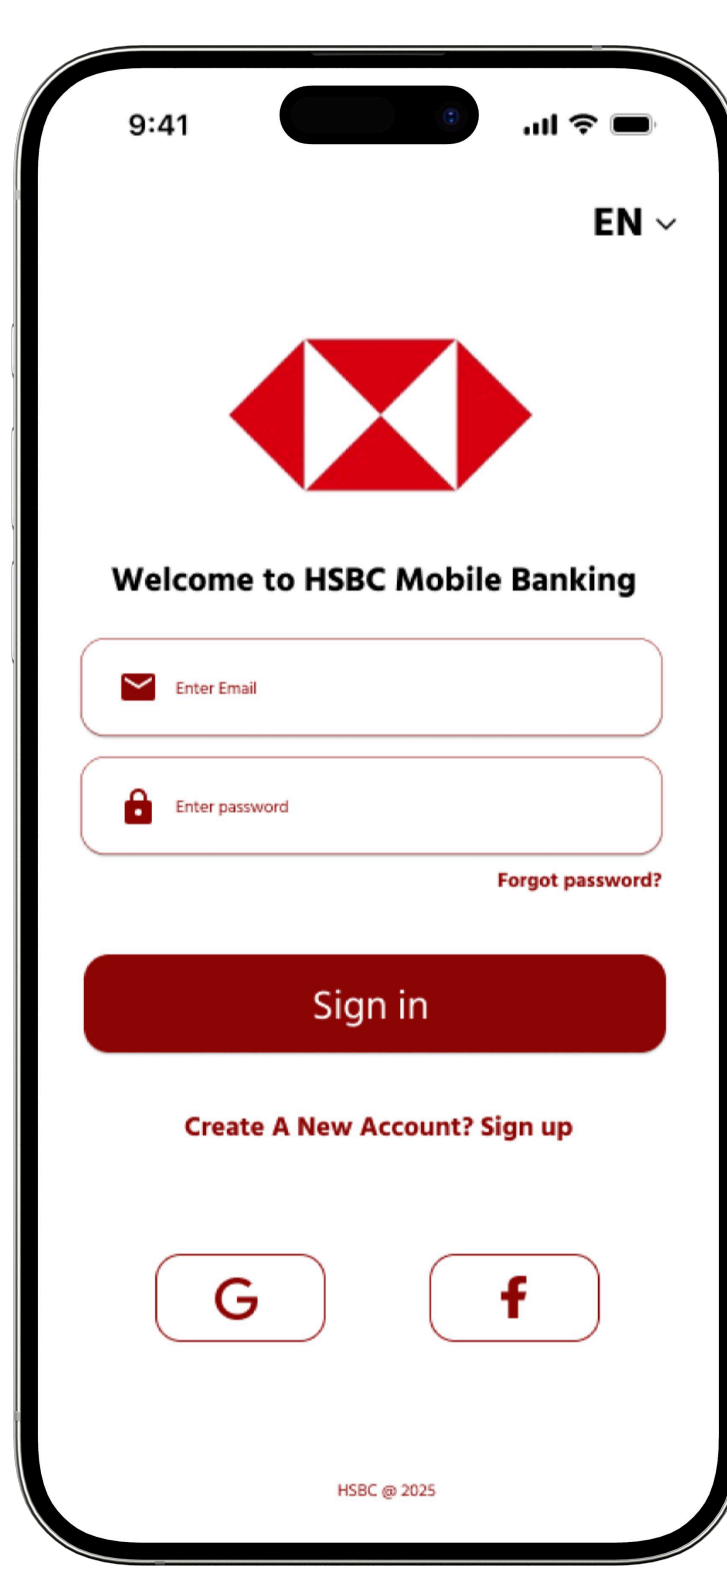 9:41
EN
Welcome to HSBC Mobile Banking
Enter Email
Enter password
Forgot password?
Sign in
Create A New Account? Sign up
G
f
HSBC @ 2025